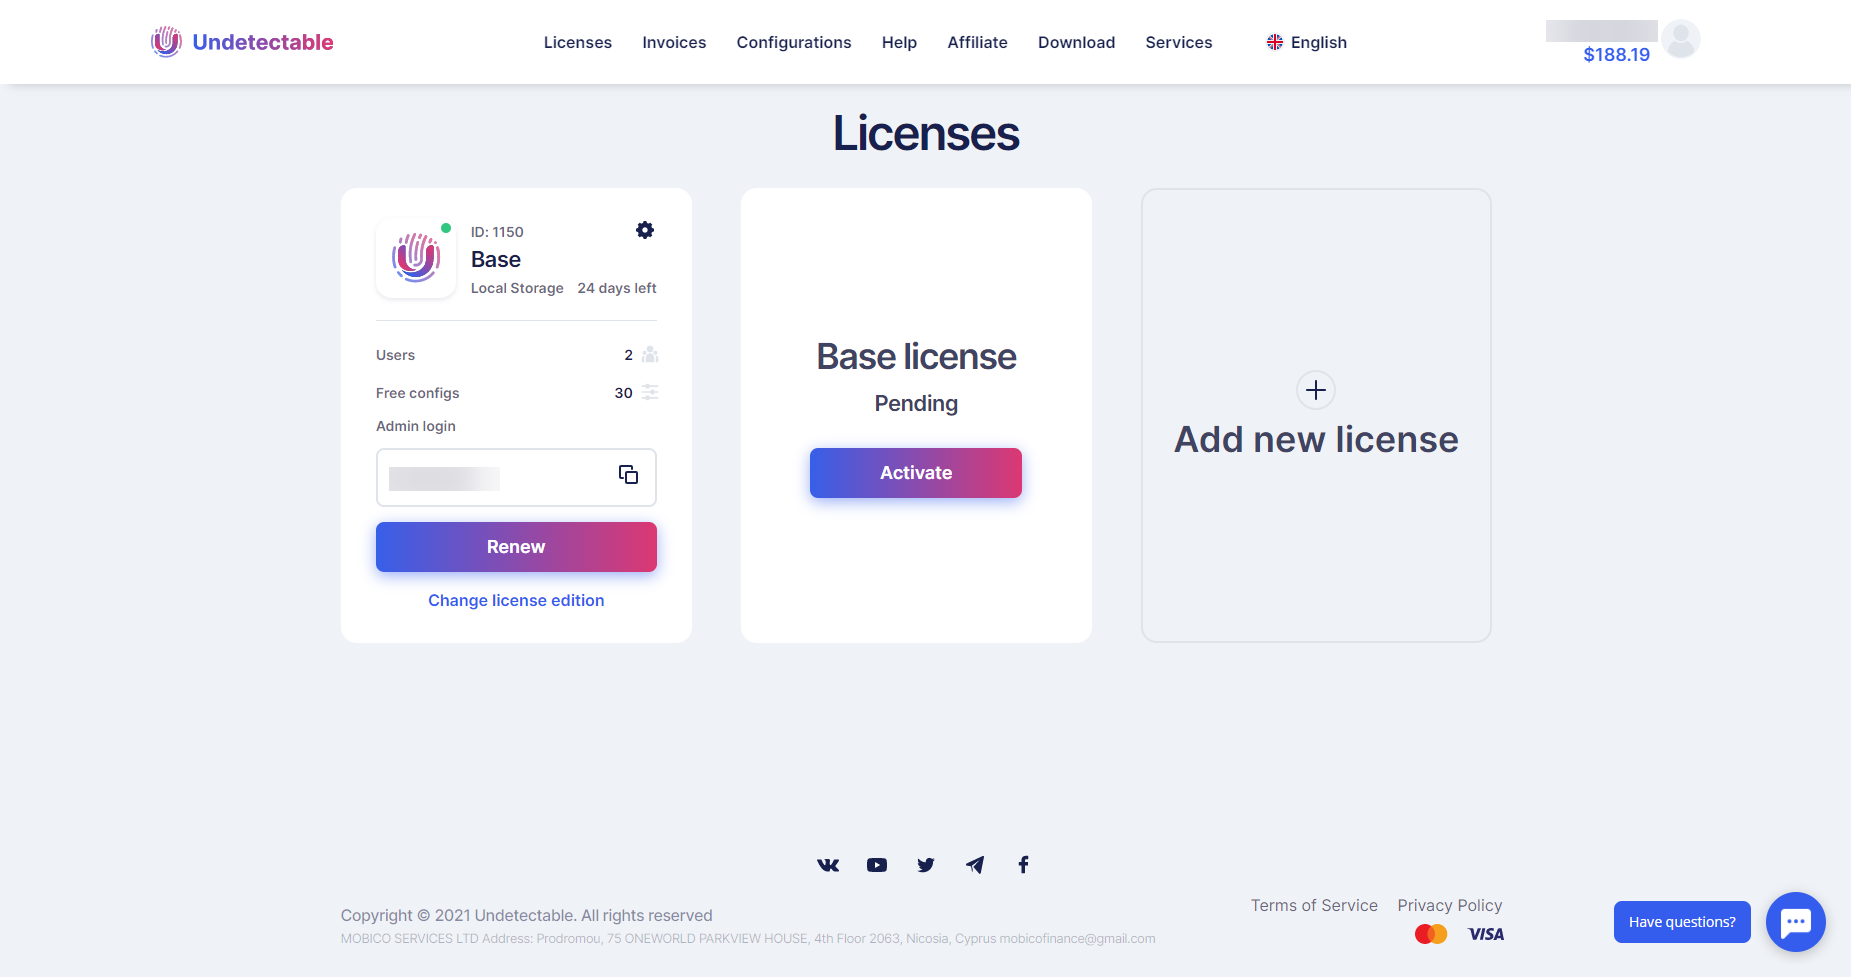 Undetectable
Licenses Invoices Configurations Help Affiliate Download Services English
$188.19
Licenses
ID: 1150
Base
Local Storage 24 days left
Users 2
Free configs 30
Admin login
Renew
Change license edition
Base license
Pending
Activate
Add new license
Terms of Service Privacy Policy
Copyright © 2021 Undetectable. All rights reserved
MOBICO SERVICES LTD Address: Prodromou, 75 ONEWORLD PARKVIEW HOUSE, 4th Floor 2063, Nicosia, Cyprus mobicofinance@gmail.com
VISA
Have questions?